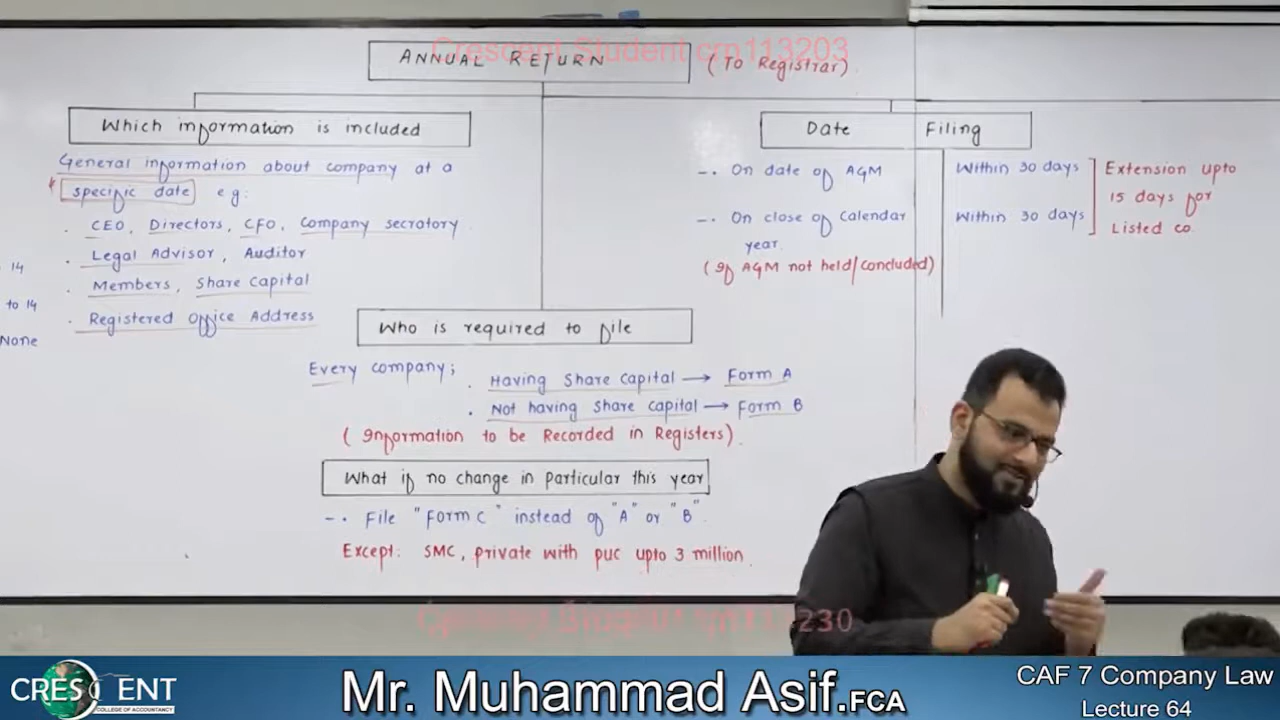 Crescent Student cm113203
ANNUAL RETURN (To Registrar)
Which information is included
General information about company at a
* specific date eg:
. CEO, Directors, CFO, Company secratory
. Legal Advisor, Auditor
. Members, Share Capital
. Registered Office Address
14
to 14
None
Date Filing
-. On date of AGM Within 30 days
-. On close of Calendar year. Within 30 days
(If AGM not held/concluded)
Extension upto
15 days for
Listed co.
Who is required to file
Every company;
. Having Share Capital → Form A
. Not having Share capital → Form B
(Information to be Recorded in Registers)
What if no change in particular this year
-. File "Form C" instead of "A" or "B".
Except: SMC, private with puc upto 3 million.
CRESCENT
COLLEGE OF ACCOUNTANCY
Mr. Muhammad Asif.FCA
CAF 7 Company Law
Lecture 64